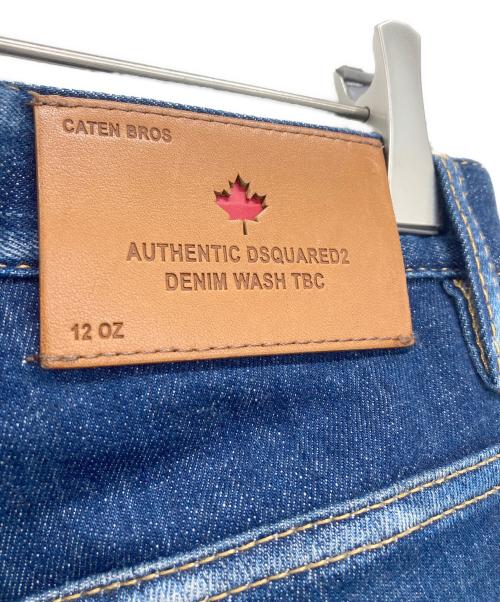 CATEN BROS
AUTHENTIC DSQUARED2
DENIM WASH TBC
12 OZ